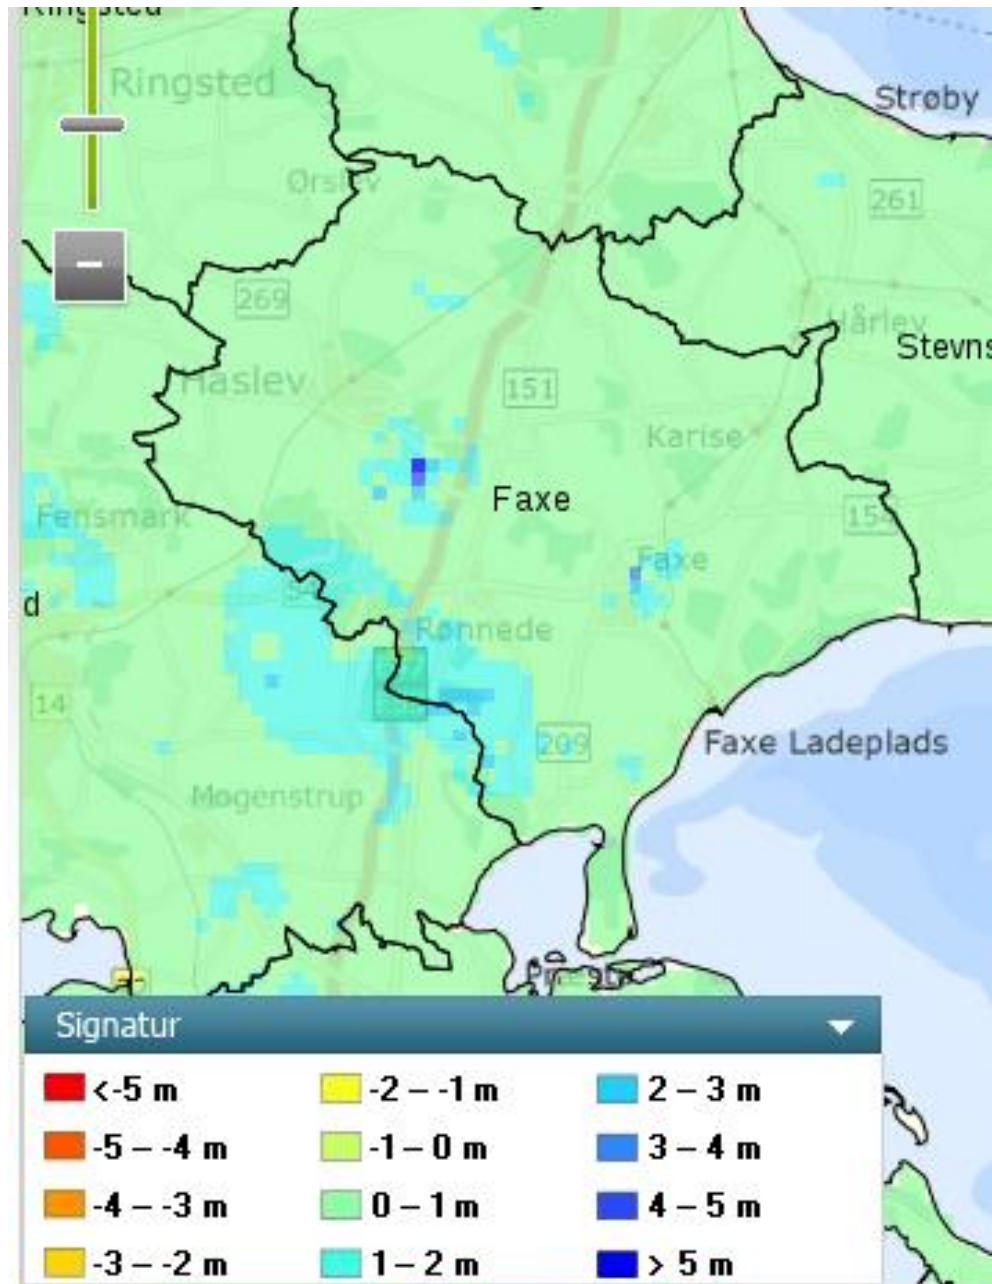 Ringsted
Ringsted
Strøby
Ørslev
261
269
Hårlev
Stevns
Haslev
151
Karise
Faxe
Fensmark
154
Faxe
d
Rønnede
14
209
Faxe Ladeplads
Mogenstrup
Signatur
<-5 m
-2 – -1 m
2 – 3 m
-5 – -4 m
-1 – 0 m
3 – 4 m
-4 – -3 m
0 – 1 m
4 – 5 m
-3 – -2 m
1 – 2 m
> 5 m